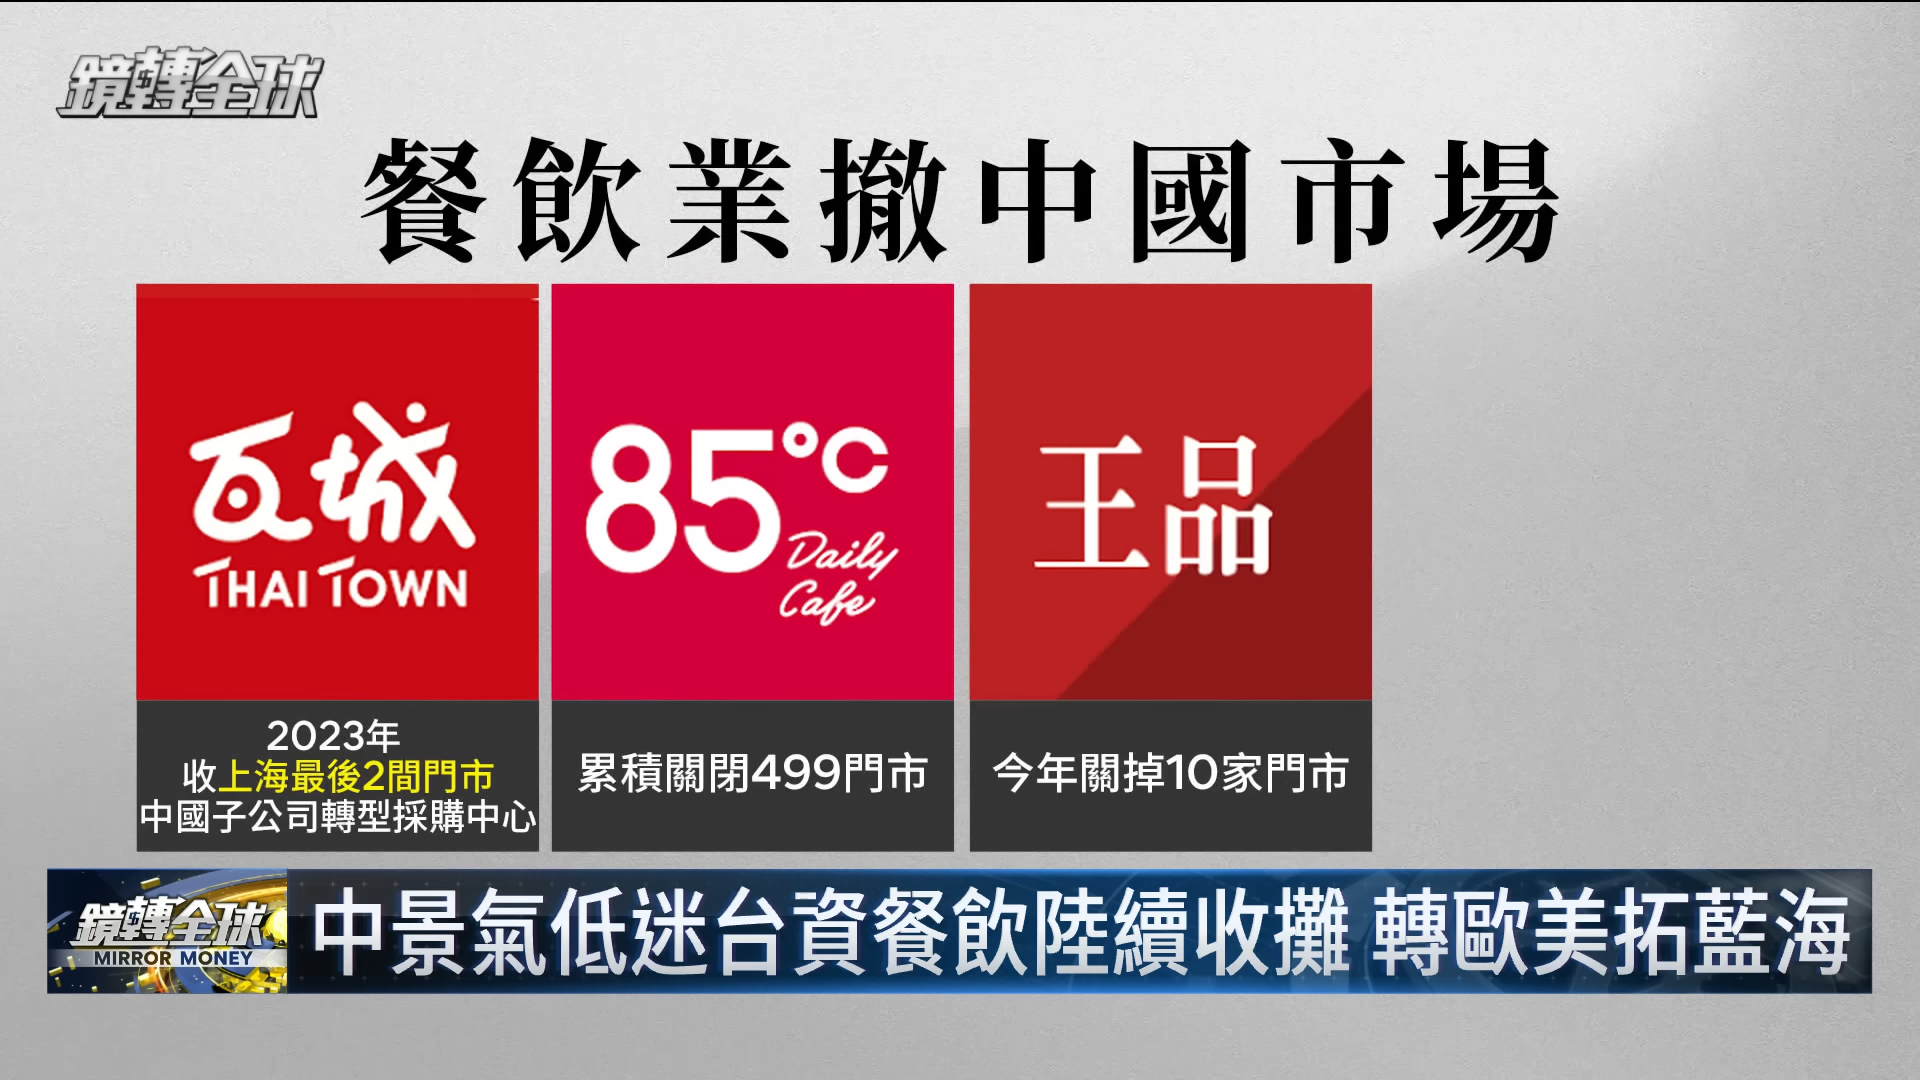 鏡轉全球
餐飲業撤中國市場
瓦城
THAI TOWN
2023年
收上海最後2間門市
中國子公司轉型採購中心
85°C
Daily
Cafe
累積關閉499門市
王品
今年關掉10家門市
鏡轉全球
MIRROR MONEY
中景氣低迷台資餐飲陸續收攤 轉歐美拓藍海